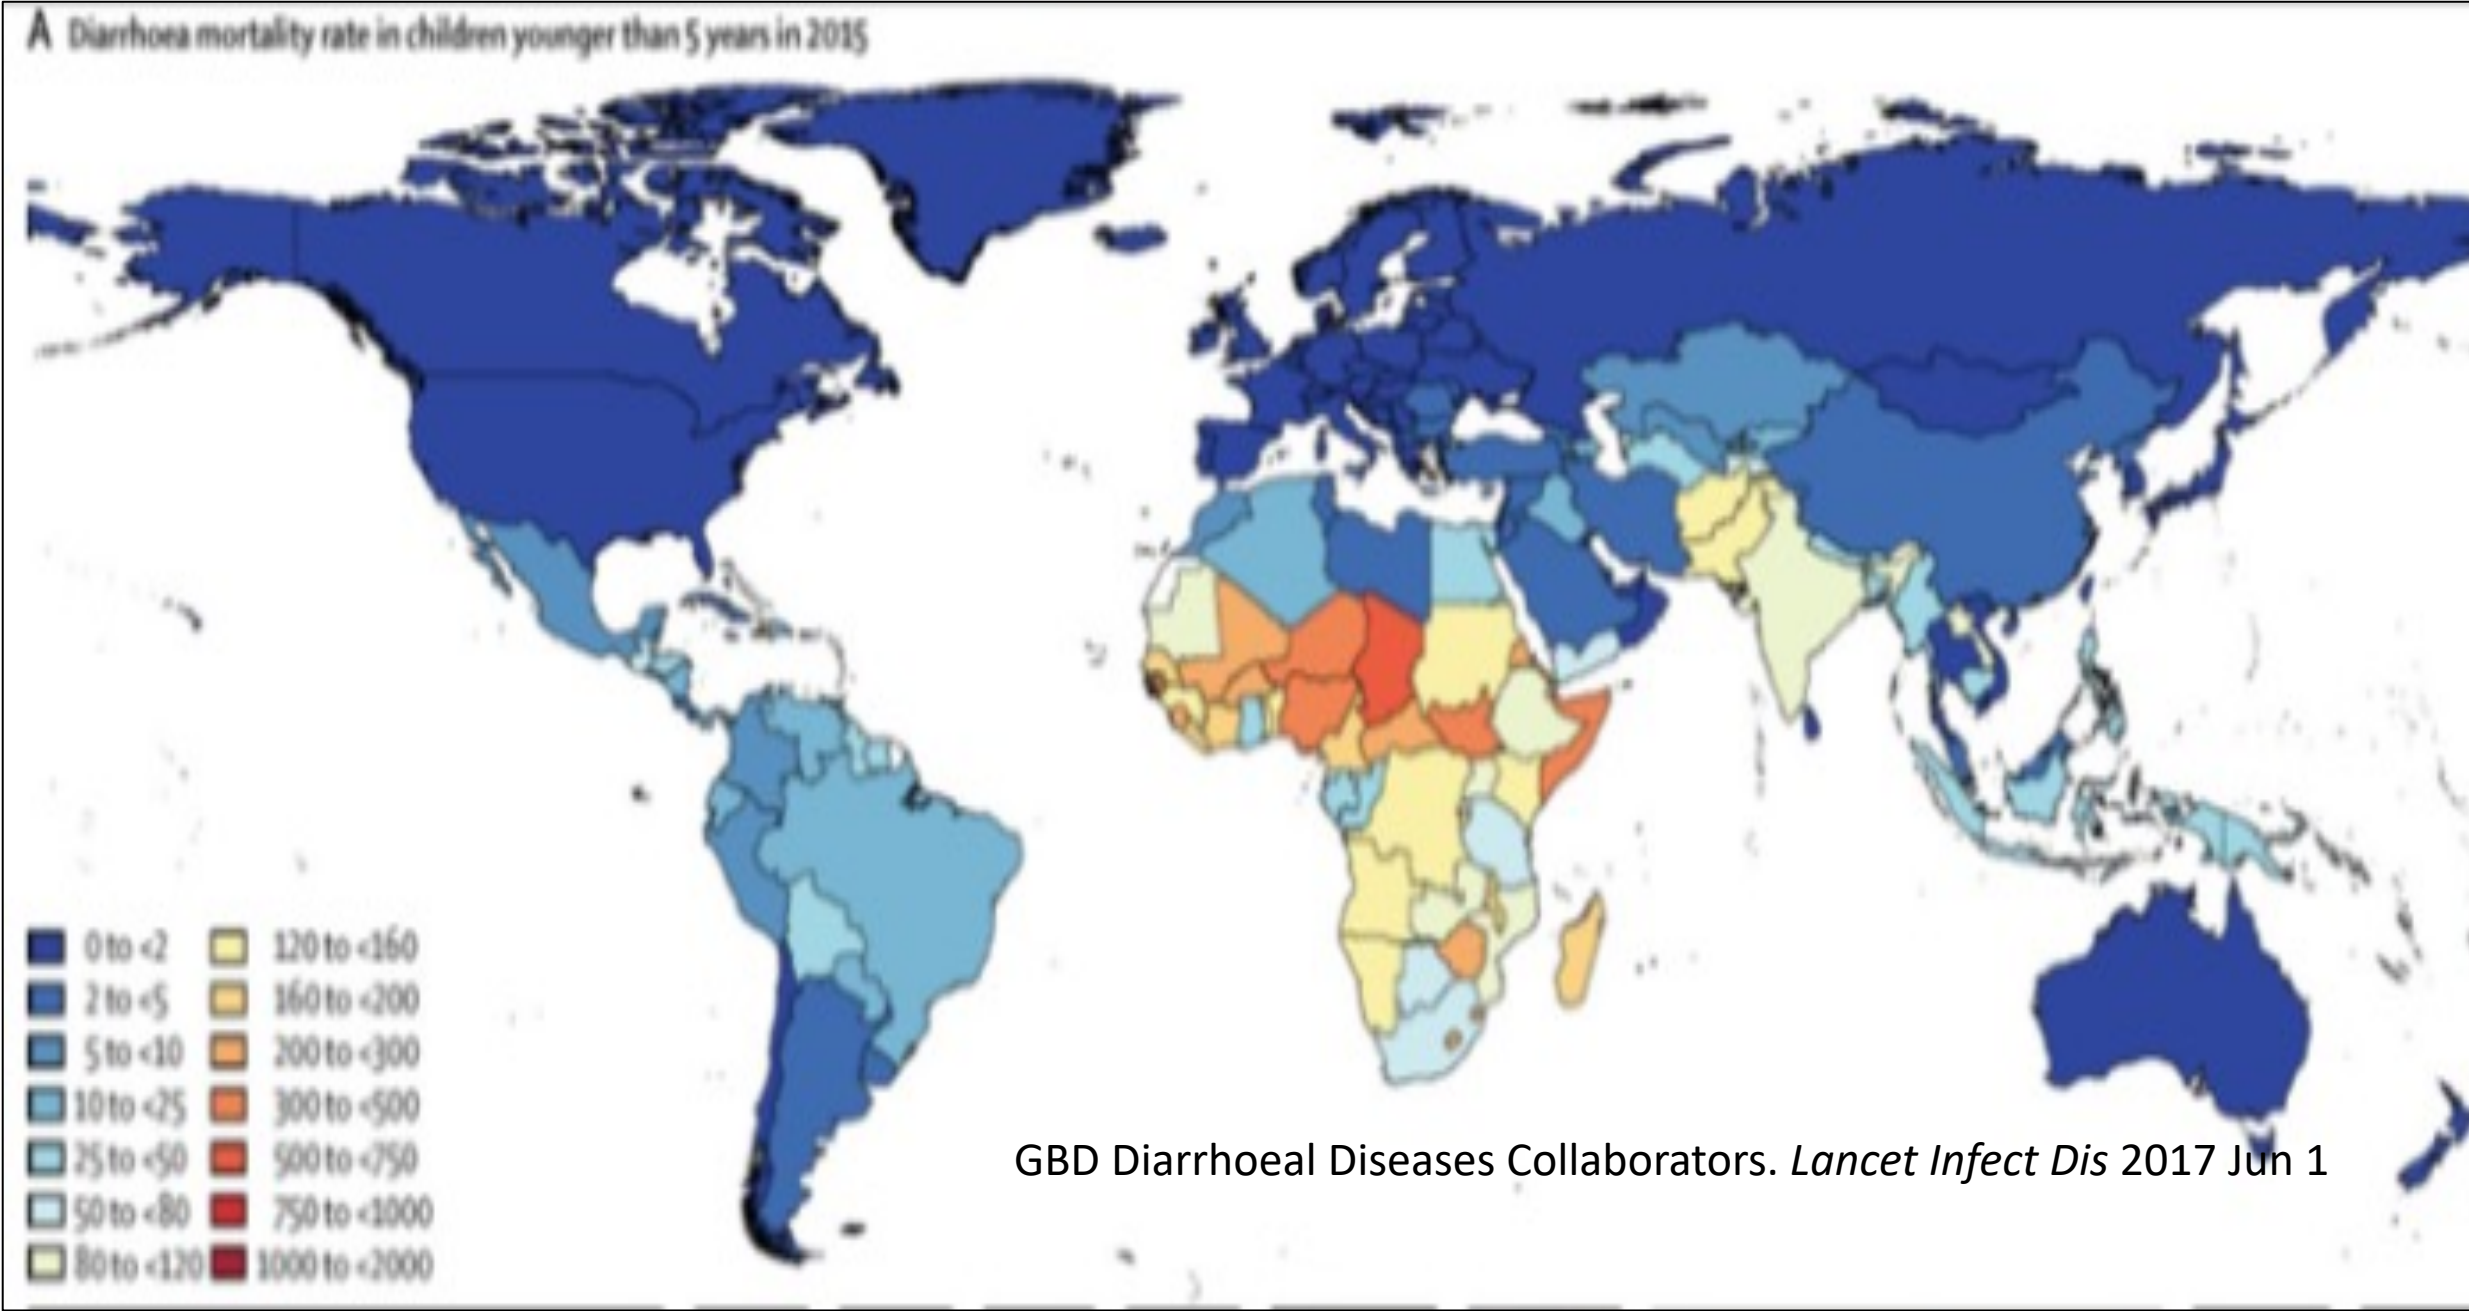 A Diarrhoea mortality rate in children younger than 5 years in 2015
0 to <2
2 to <5
5 to <10
10 to <25
25 to <50
50 to <80
80 to <120
120 to <160
160 to <200
200 to <300
300 to <500
500 to <750
750 to <1000
1000 to <2000
GBD Diarrhoeal Diseases Collaborators. Lancet Infect Dis 2017 Jun 1